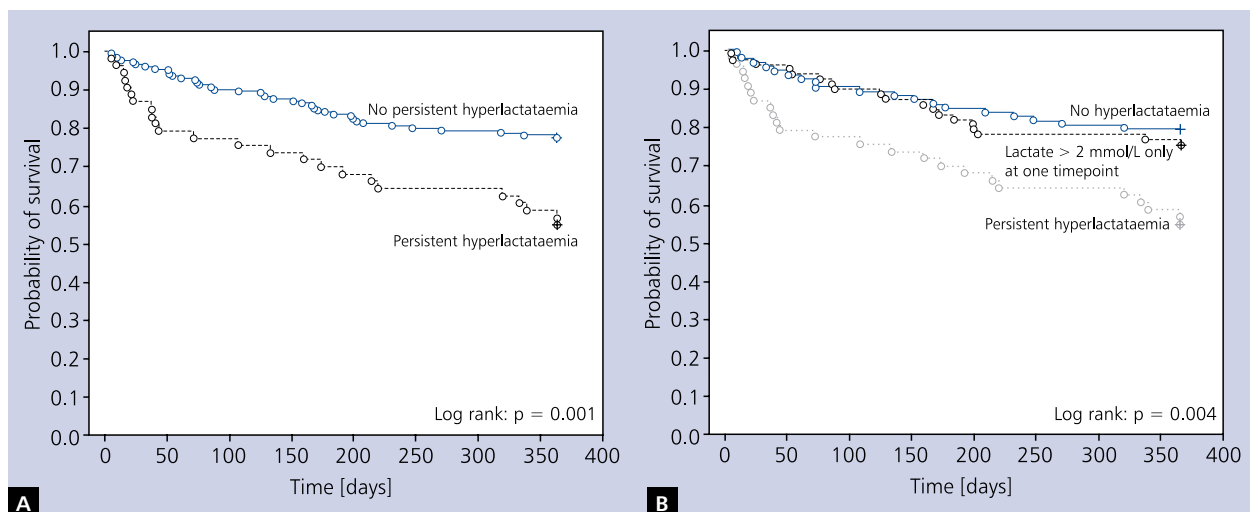 1.0
0.9
0.8
0.7
0.6
0.5
0.4
0.3
0.2
0.1
0.0
Probability of survival
No persistent hyperlactataemia
Persistent hyperlactataemia
Log rank: p = 0.001
0 50 100 150 200 250 300 350 400
Time [days]
A
1.0
0.9
0.8
0.7
0.6
0.5
0.4
0.3
0.2
0.1
0.0
Probability of survival
No hyperlactataemia
Lactate > 2 mmol/L only
at one timepoint
Persistent hyperlactataemia
Log rank: p = 0.004
0 50 100 150 200 250 300 350 400
Time [days]
B